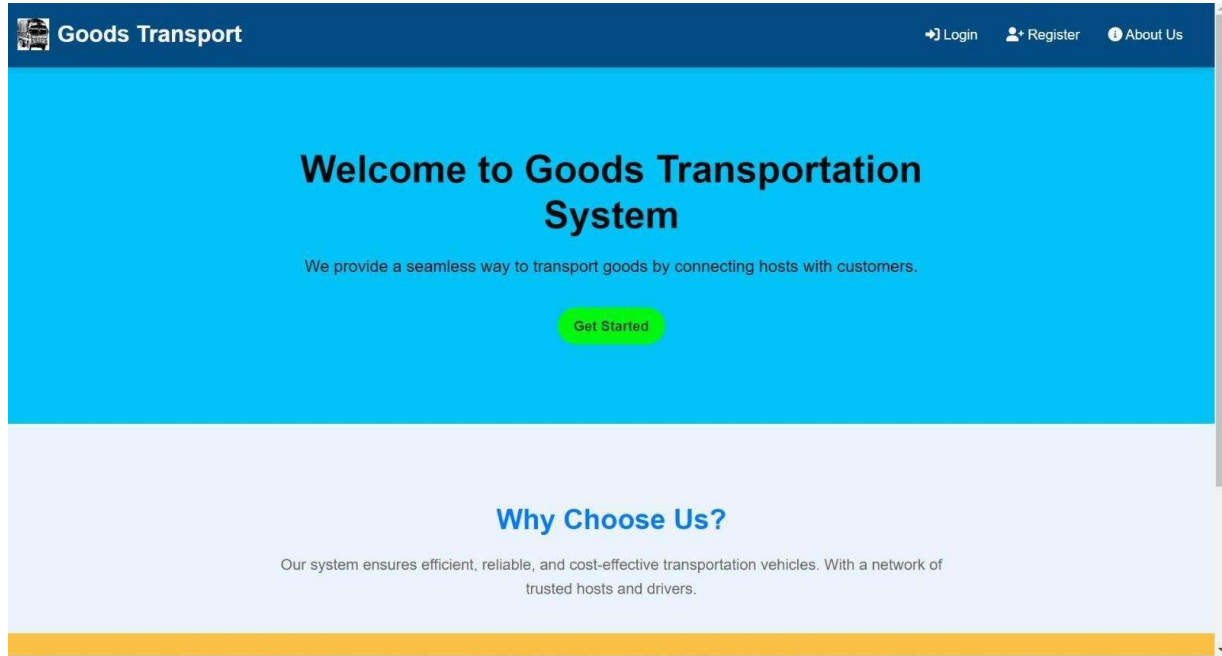 Goods Transport
Login
Register
About Us
Welcome to Goods Transportation
System
We provide a seamless way to transport goods by connecting hosts with customers.
Get Started
Why Choose Us?
Our system ensures efficient, reliable, and cost-effective transportation vehicles. With a network of
trusted hosts and drivers.